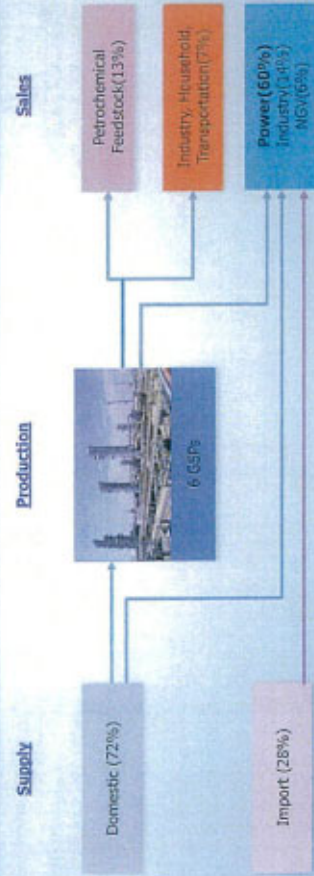 Supply
Production
Sales
Domestic (72%)
Import (28%)
6 GSPs
Petrochemical
Feedstock(13%)
Industry, Household,
Transportation(7%)
Power(60%)
Industry(14%)
NGV(6%)